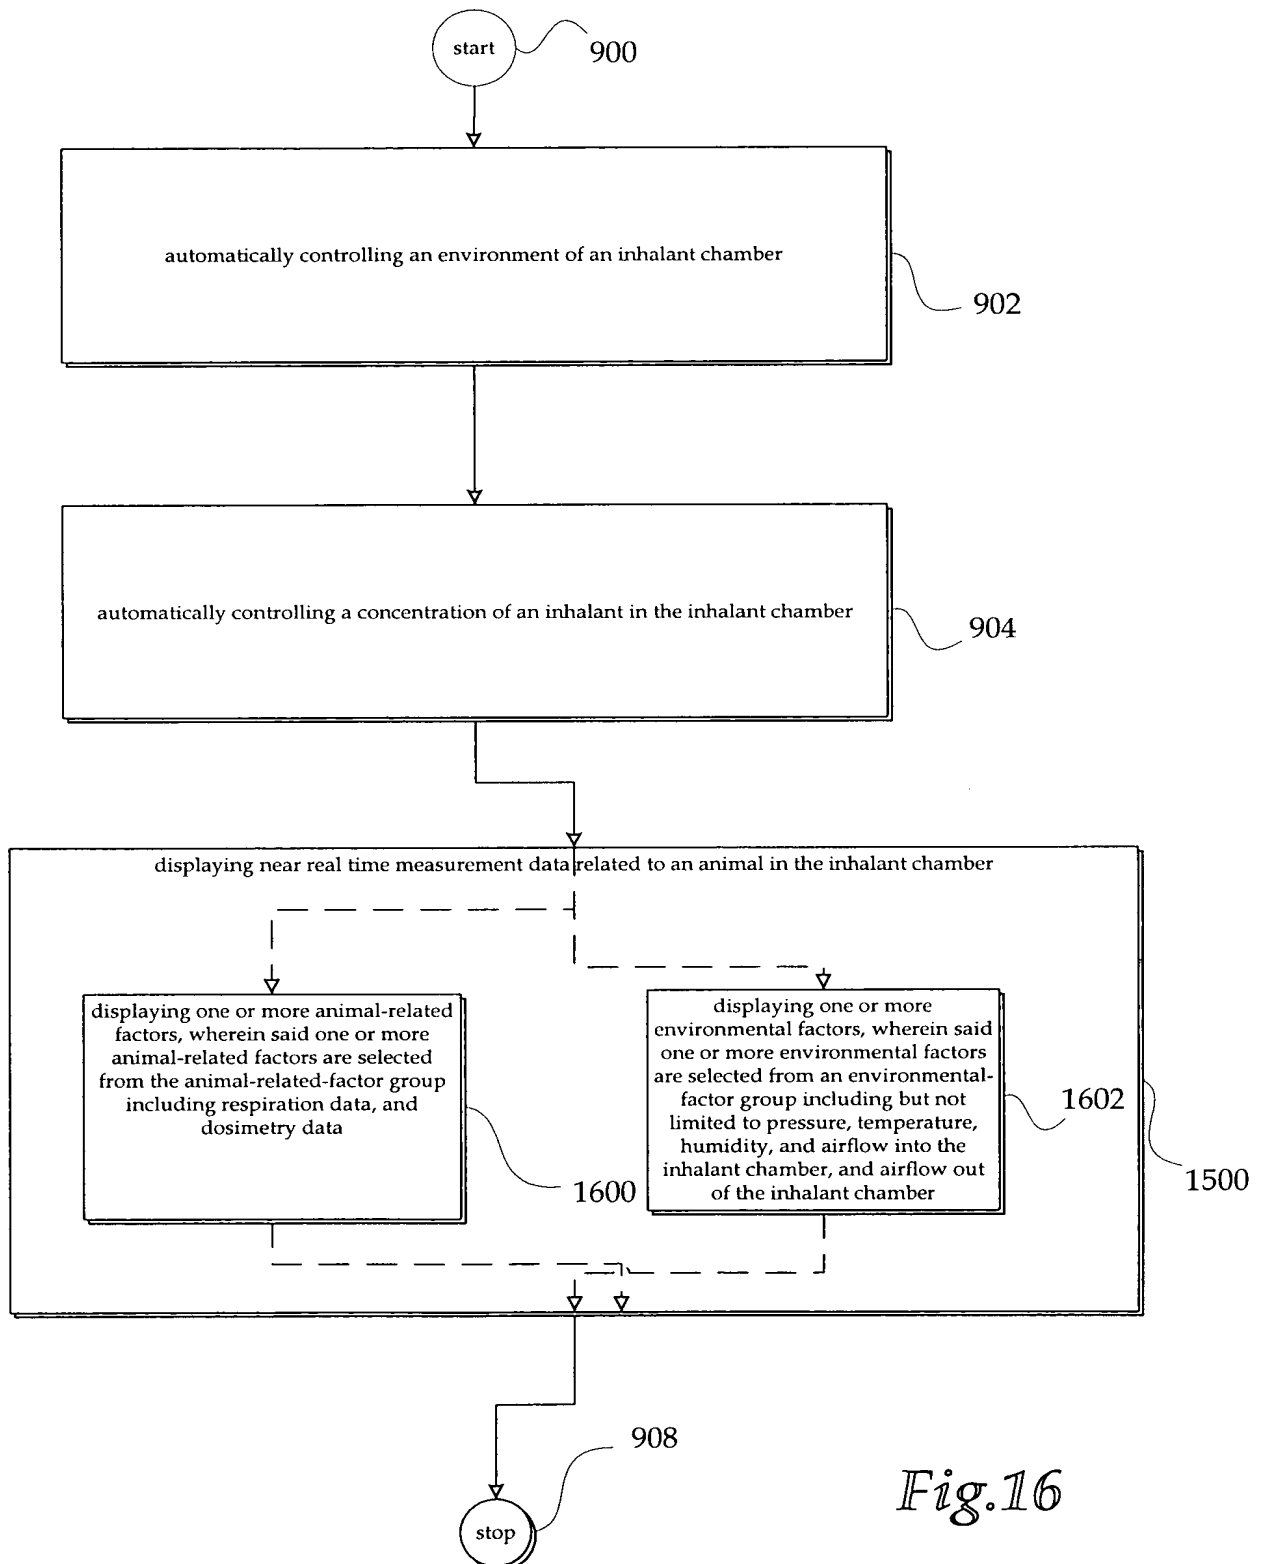 start
900
automatically controlling an environment of an inhalant chamber
902
automatically controlling a concentration of an inhalant in the inhalant chamber
904
displaying near real time measurement data related to an animal in the inhalant chamber
displaying one or more animal-related
factors, wherein said one or more
animal-related factors are selected
from the animal-related-factor group
including respiration data, and
dosimetry data
1600
displaying one or more
environmental factors, wherein said
one or more environmental factors
are selected from an environmental-
factor group including but not
limited to pressure, temperature,
humidity, and airflow into the
inhalant chamber, and airflow out
of the inhalant chamber
1602
1500
908
stop
Fig.16